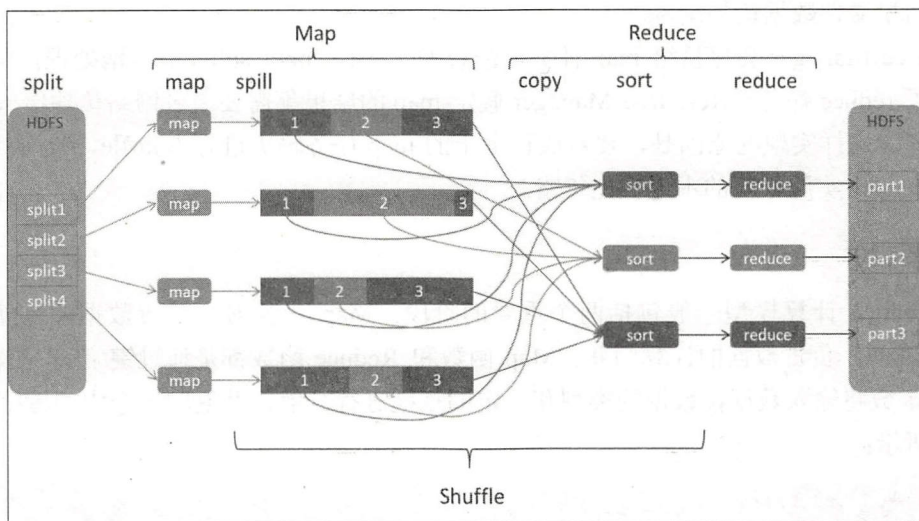 Map
Reduce
split
map
spill
copy
sort
reduce
HDFS
HDFS
map
1
2
3
split1
split2
split3
split4
map
1
2
3
map
1
2
3
map
1
2
3
sort
reduce
part1
sort
reduce
part2
sort
reduce
part3
Shuffle